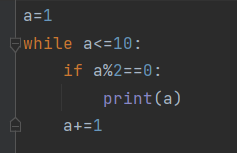 a=1
while a<=10:
    if a%2==0:
        print(a)
    a+=1